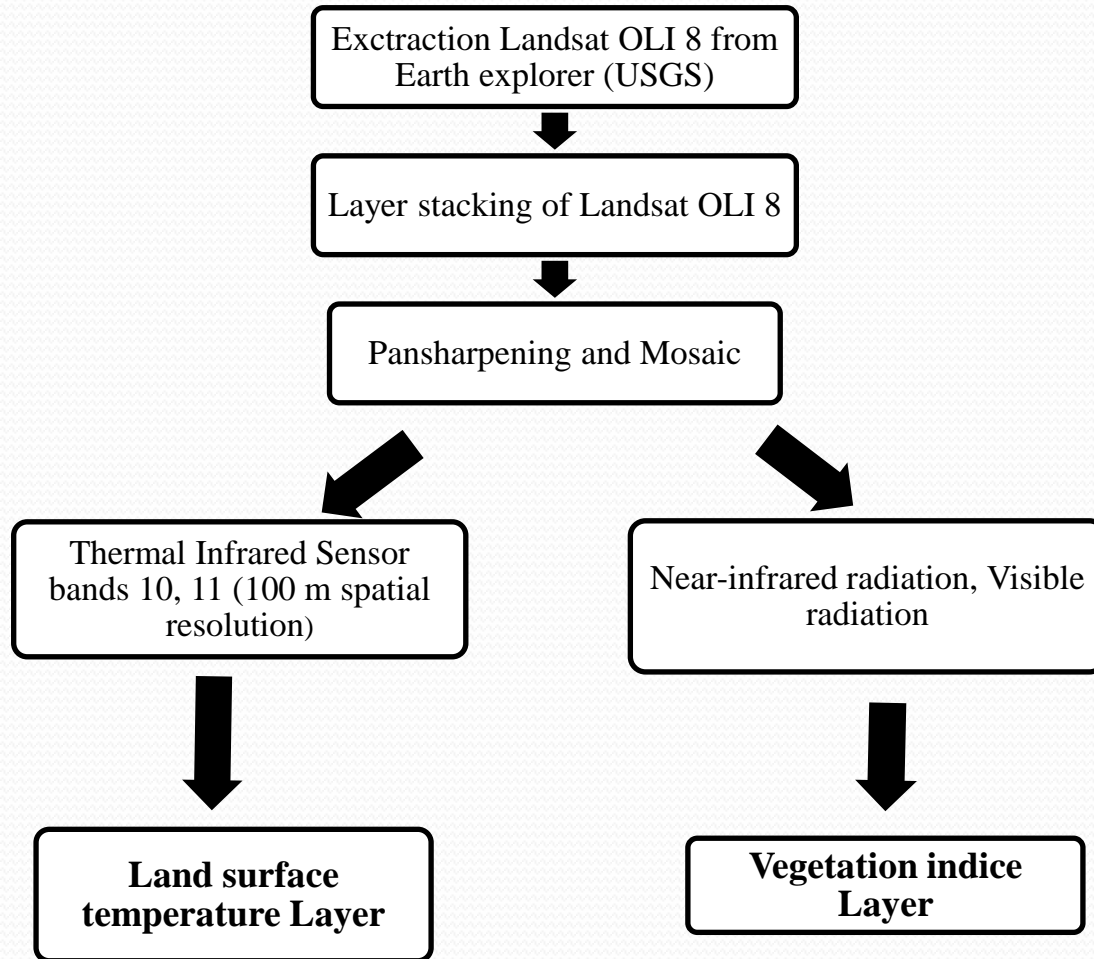 Exctraction Landsat OLI 8 from
Earth explorer (USGS)
Layer stacking of Landsat OLI 8
Pansharpening and Mosaic
Thermal Infrared Sensor
bands 10, 11 (100 m spatial
resolution)
Near-infrared radiation, Visible
radiation
Land surface
temperature Layer
Vegetation indice
Layer